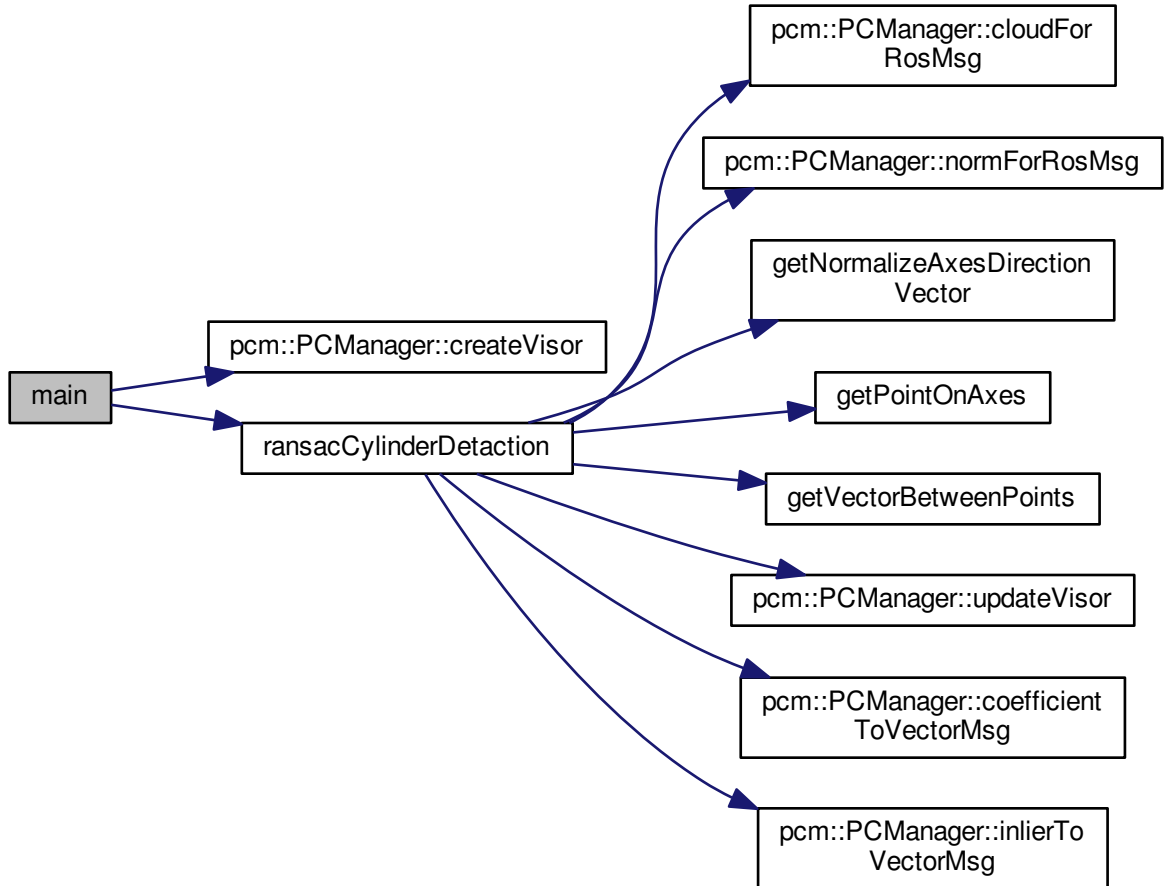 main
pcm::PCManager::createVisor
ransacCylinderDetaction
pcm::PCManager::cloudFor
RosMsg
pcm::PCManager::normForRosMsg
getNormalizeAxesDirection
Vector
getPointOnAxes
getVectorBetweenPoints
pcm::PCManager::updateVisor
pcm::PCManager::coefficient
ToVectorMsg
pcm::PCManager::inlierTo
VectorMsg